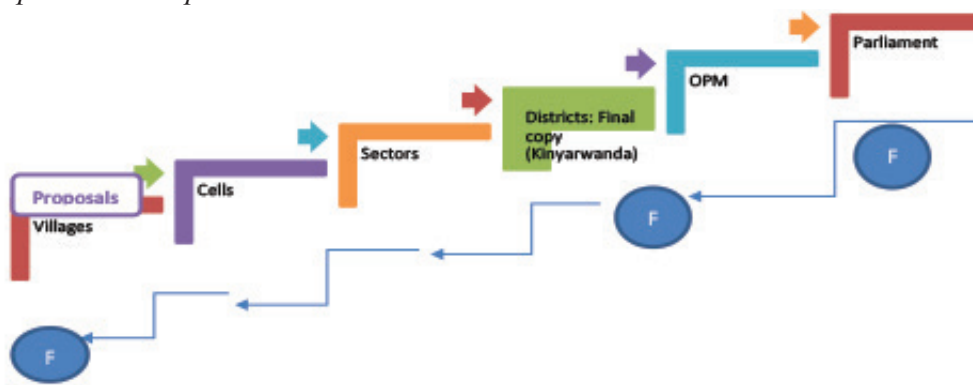 Parliament
OPM
Districts: Final
copy
(Kinyarwanda)
Sectors
Cells
Proposals
Villages
F
F
F